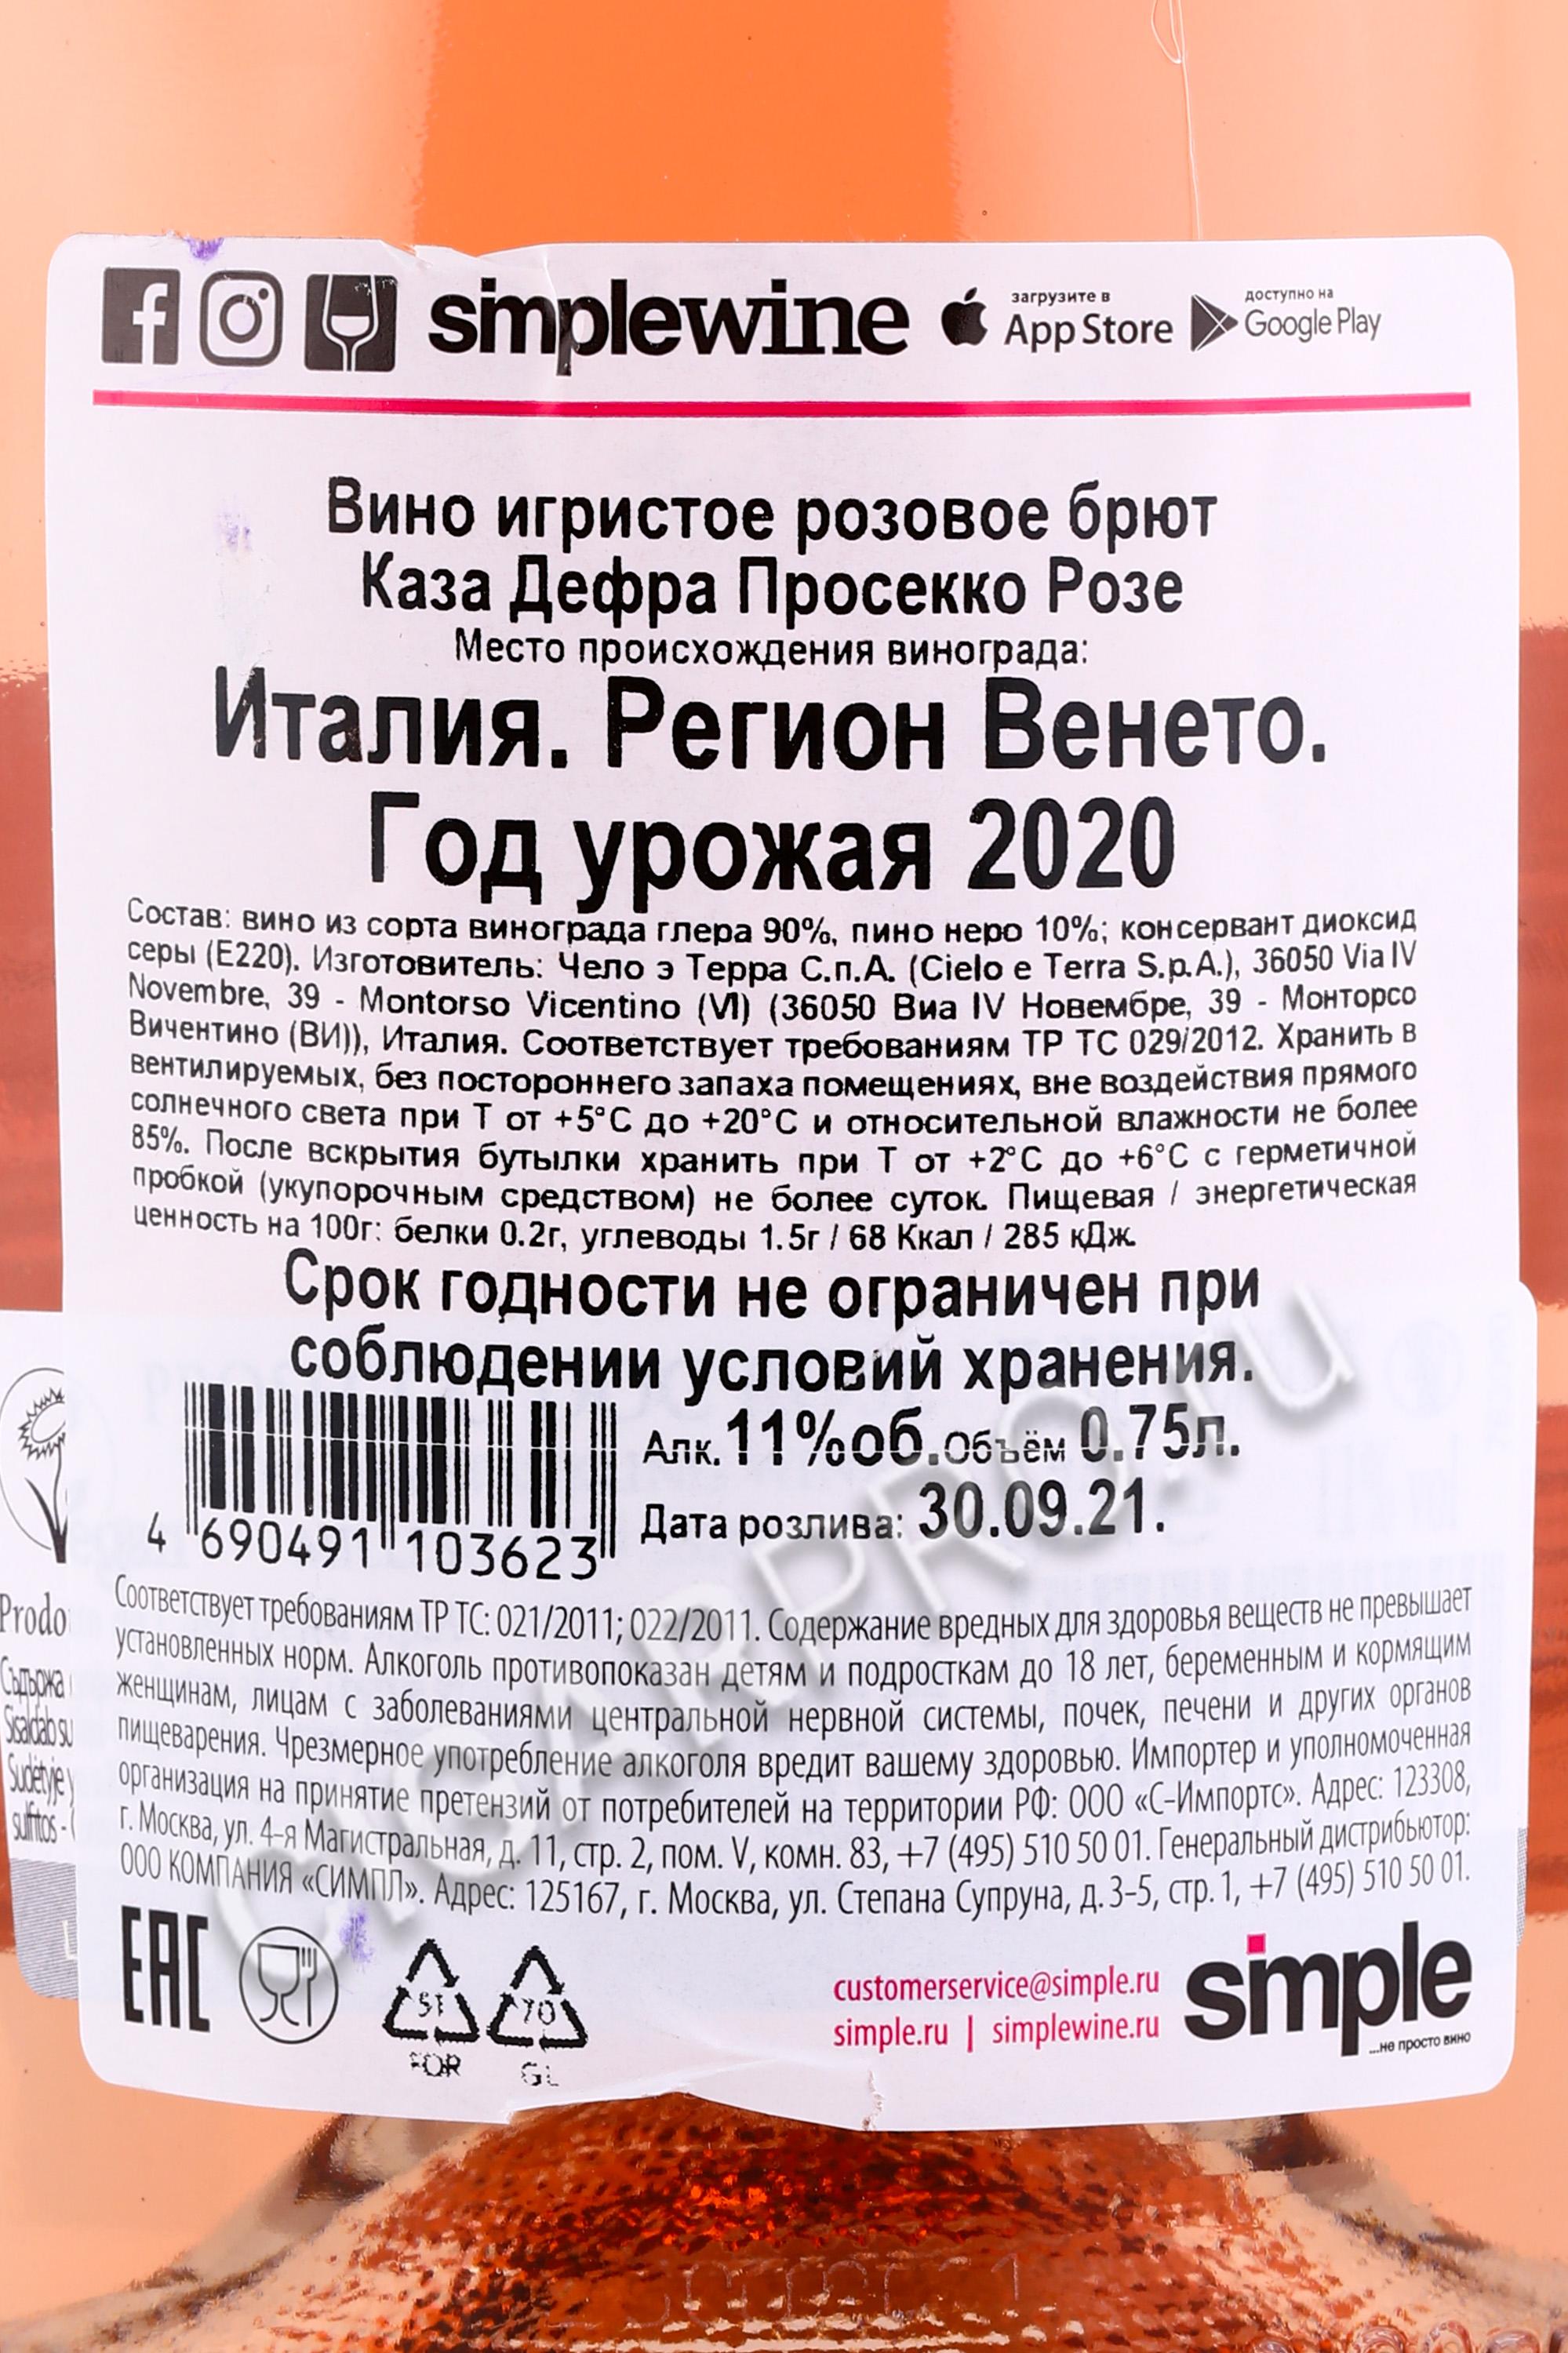 simplewine
загрузите в
App Store
доступно на
Google Play
Вино игристое розовое брют
Каза Дефра Просекко Розе
Место происхождения винограда:
Италия. Регион Венето.
Год урожая 2020
Состав: вино из сорта винограда глера 90%, пино неро 10%; консервант диоксид
серы (Е220). Изготовитель: Чело э Терра С.п.А. (Cielo e Terra S.p.A.), 36050 Via IV
Novembre, 39 - Montorso Vicentino (VI) (36050 Виа IV Новембре, 39 - Монторсо
Вичентино (ВИ)), Италия. Соответствует требованиям ТР ТС 029/2012. Хранить в
вентилируемых, без постороннего запаха помещениях, вне воздействия прямого
солнечного света при Т от +5°C до +20°C и относительной влажности не более
85%. После вскрытия бутылки хранить при Т от +2°C до +6°C с герметичной
пробкой (укупорочным средством) не более суток. Пищевая / энергетическая
ценность на 100г: белки 0.2г, углеводы 1.5г / 68 Ккал / 285 кДж.
Срок годности не ограничен при
соблюдении условий хранения.
Алк. 11%об. Объём 0.75л.
Дата розлива: 30.09.21.
4 690491 103623
Соответствует требованиям ТР ТС: 021/2011; 022/2011. Содержание вредных для здоровья веществ не превышает
установленных норм. Алкоголь противопоказан детям и подросткам до 18 лет, беременным и кормящим
женщинам, лицам с заболеваниями центральной нервной системы, почек, печени и других органов
пищеварения. Чрезмерное употребление алкоголя вредит вашему здоровью. Импортер и уполномоченная
организация на принятие претензий от потребителей на территории РФ: ООО «С-Импортс». Адрес: 123308,
г. Москва, ул. 4-я Магистральная, д. 11, стр. 2, пом. V, комн. 83, +7 (495) 510 50 01. Генеральный дистрибьютор:
ООО КОМПАНИЯ «СИМПЛ». Адрес: 125167, г. Москва, ул. Степана Супруна, д. 3-5, стр. 1, +7 (495) 510 50 01.
EAC
51
FOR
70
GL
customerservice@simple.ru
simple.ru | simplewine.ru
simple
...не просто вино
Prodo
Съдържа
Sisaldab su
Sudėtyje
sulfitos -
CIGARPRO.ru